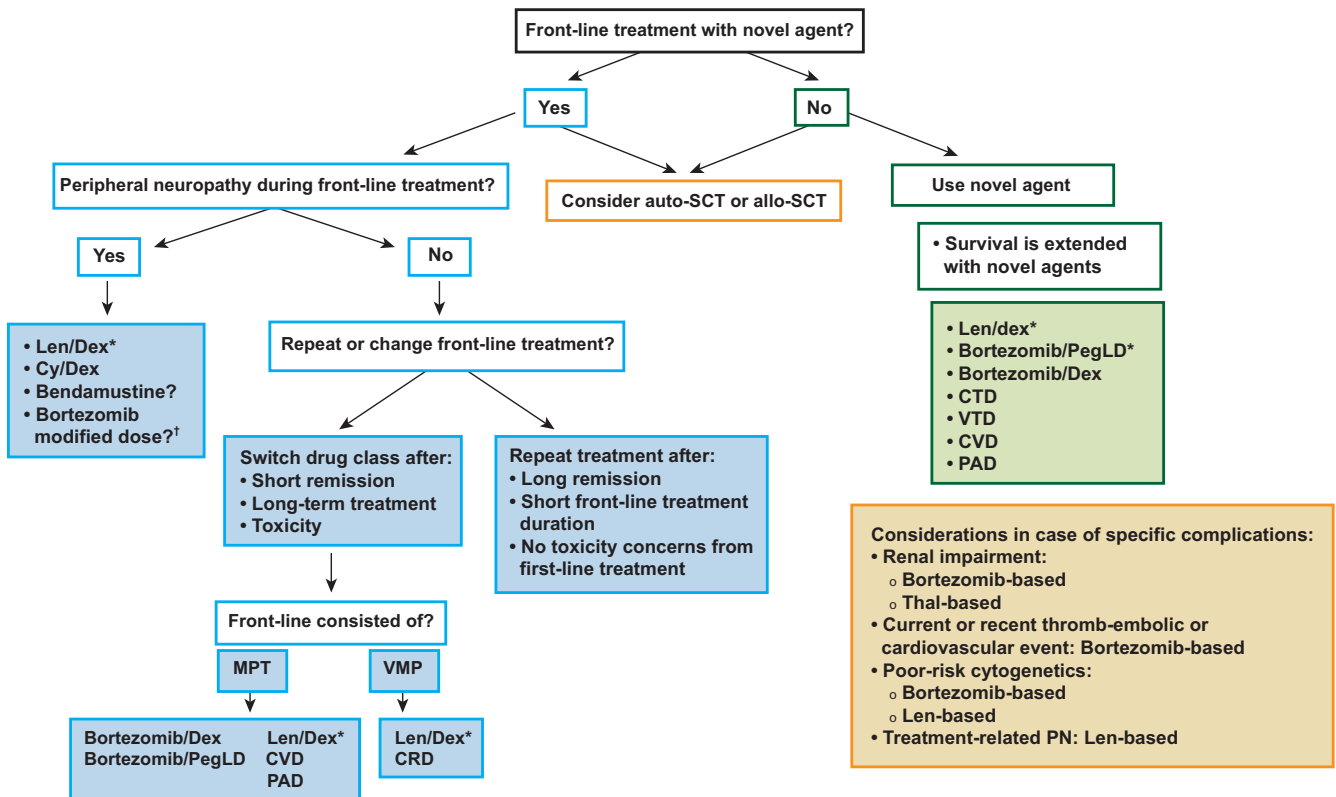 Front-line treatment with novel agent?
Yes
No
Peripheral neuropathy during front-line treatment?
Consider auto-SCT or allo-SCT
Use novel agent
Yes
No
• Survival is extended
with novel agents
• Len/Dex*
• Cy/Dex
• Bendamustine?
• Bortezomib
modified dose?†
Repeat or change front-line treatment?
• Len/dex*
• Bortezomib/PegLD*
• Bortezomib/Dex
• CTD
• VTD
• CVD
• PAD
Switch drug class after:
• Short remission
• Long-term treatment
• Toxicity
Repeat treatment after:
• Long remission
• Short front-line treatment
duration
• No toxicity concerns from
first-line treatment
Considerations in case of specific complications:
• Renal impairment:
o Bortezomib-based
o Thal-based
• Current or recent thromb-embolic or
cardiovascular event: Bortezomib-based
• Poor-risk cytogenetics:
o Bortezomib-based
o Len-based
• Treatment-related PN: Len-based
Front-line consisted of?
MPT
VMP
Bortezomib/Dex Len/Dex*
Bortezomib/PegLD CVD
PAD
Len/Dex*
CRD